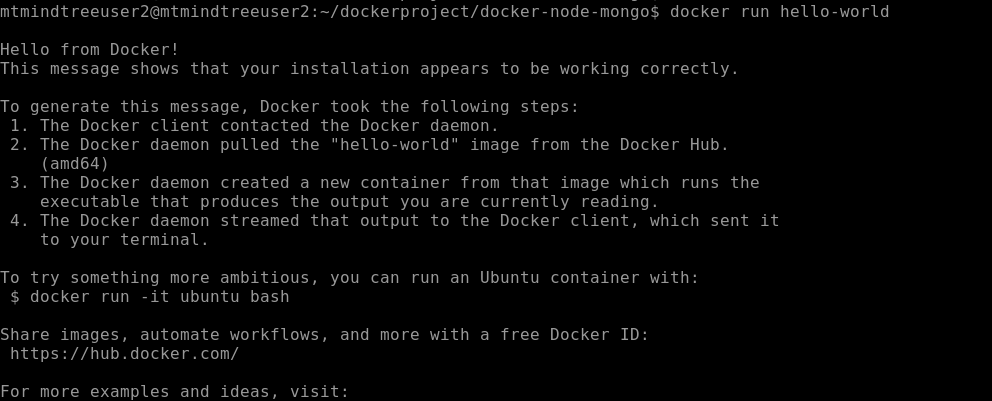 mtmindtreeuser2@mtmindtreeuser2:~/dockerproject/docker-node-mongo$ docker run hello-world
Hello from Docker!
This message shows that your installation appears to be working correctly.
To generate this message, Docker took the following steps:
1. The Docker client contacted the Docker daemon.
2. The Docker daemon pulled the "hello-world" image from the Docker Hub.
(amd64)
3. The Docker daemon created a new container from that image which runs the
executable that produces the output you are currently reading.
4. The Docker daemon streamed that output to the Docker client, which sent it
to your terminal.
To try something more ambitious, you can run an Ubuntu container with:
$ docker run -it ubuntu bash
Share images, automate workflows, and more with a free Docker ID:
https://hub.docker.com/
For more examples and ideas, visit: